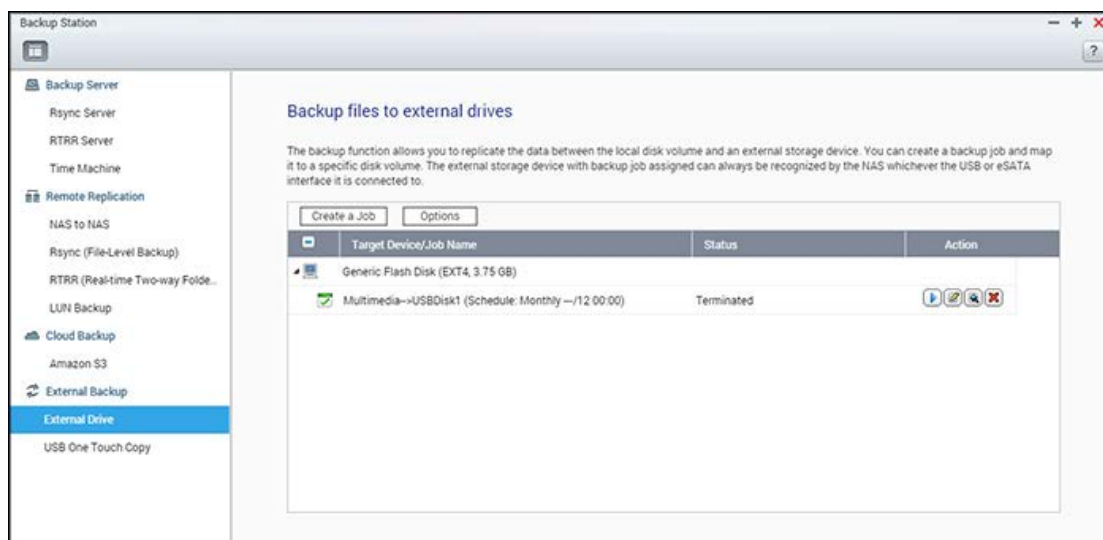 Backup Station
?
Backup Server
Rsync Server
RTRR Server
Time Machine
Remote Replication
NAS to NAS
Rsync (File-Level Backup)
RTRR (Real-time Two-way Folde...
LUN Backup
Cloud Backup
Amazon S3
External Backup
External Drive
USB One Touch Copy
Backup files to external drives
The backup function allows you to replicate the data between the local disk volume and an external storage device. You can create a backup job and map
it to a specific disk volume. The external storage device with backup job assigned can always be recognized by the NAS whichever the USB or eSATA
interface it is connected to.
Create a Job Options
Target Device/Job Name Status Action
Generic Flash Disk (EXT4, 3.75 GB)
Multimedia-->USBDisk1 (Schedule: Monthly --/12 00:00) Terminated